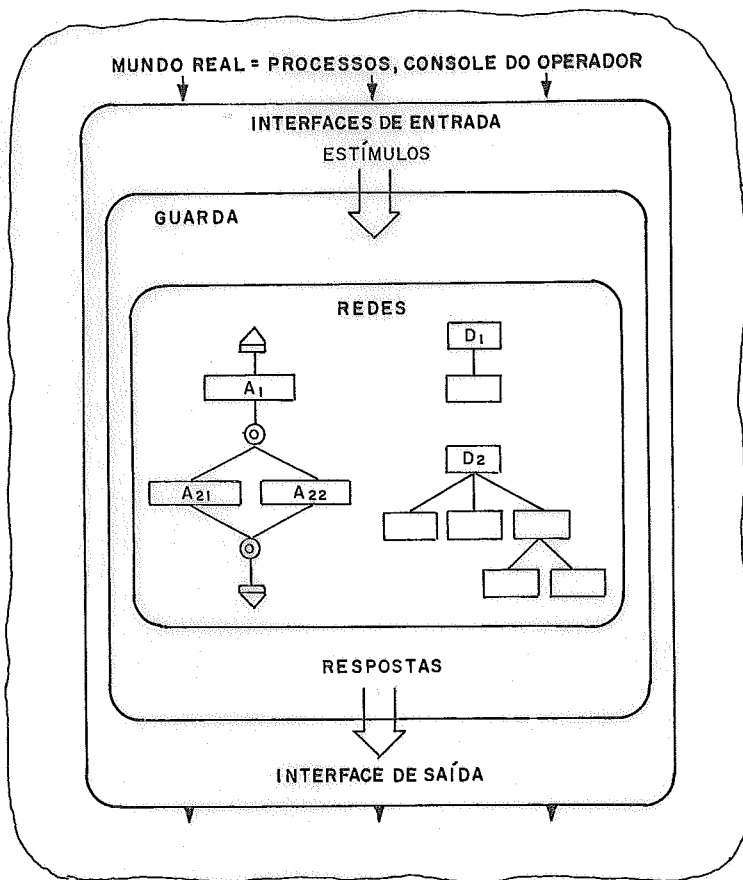 MUNDO REAL = PROCESSOS, CONSOLE DO OPERADOR
INTERFACES DE ENTRADA
ESTÍMULOS
GUARDA
REDES
D1
A1
D2
A21 A22
RESPOSTAS
INTERFACE DE SAÍDA